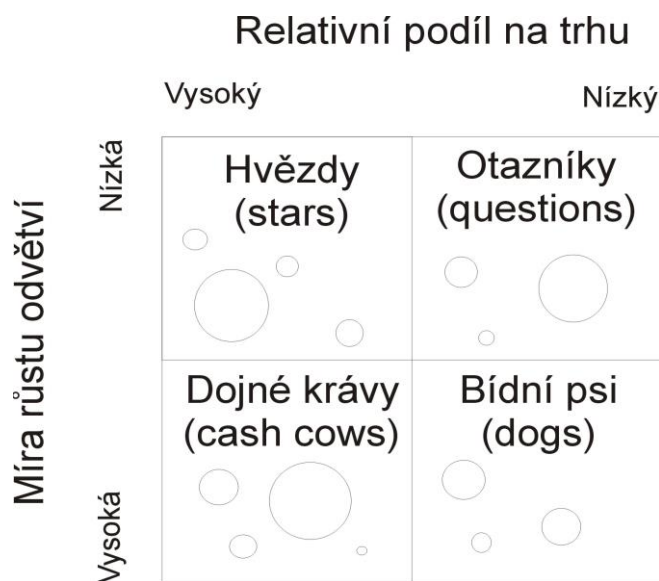 Relativní podíl na trhu
Vysoký
Nízký
Míra růstu odvětví
Nízká
Hvězdy
(stars)
Otazníky
(questions)
Vysoká
Dojné krávy
(cash cows)
Bídní psi
(dogs)